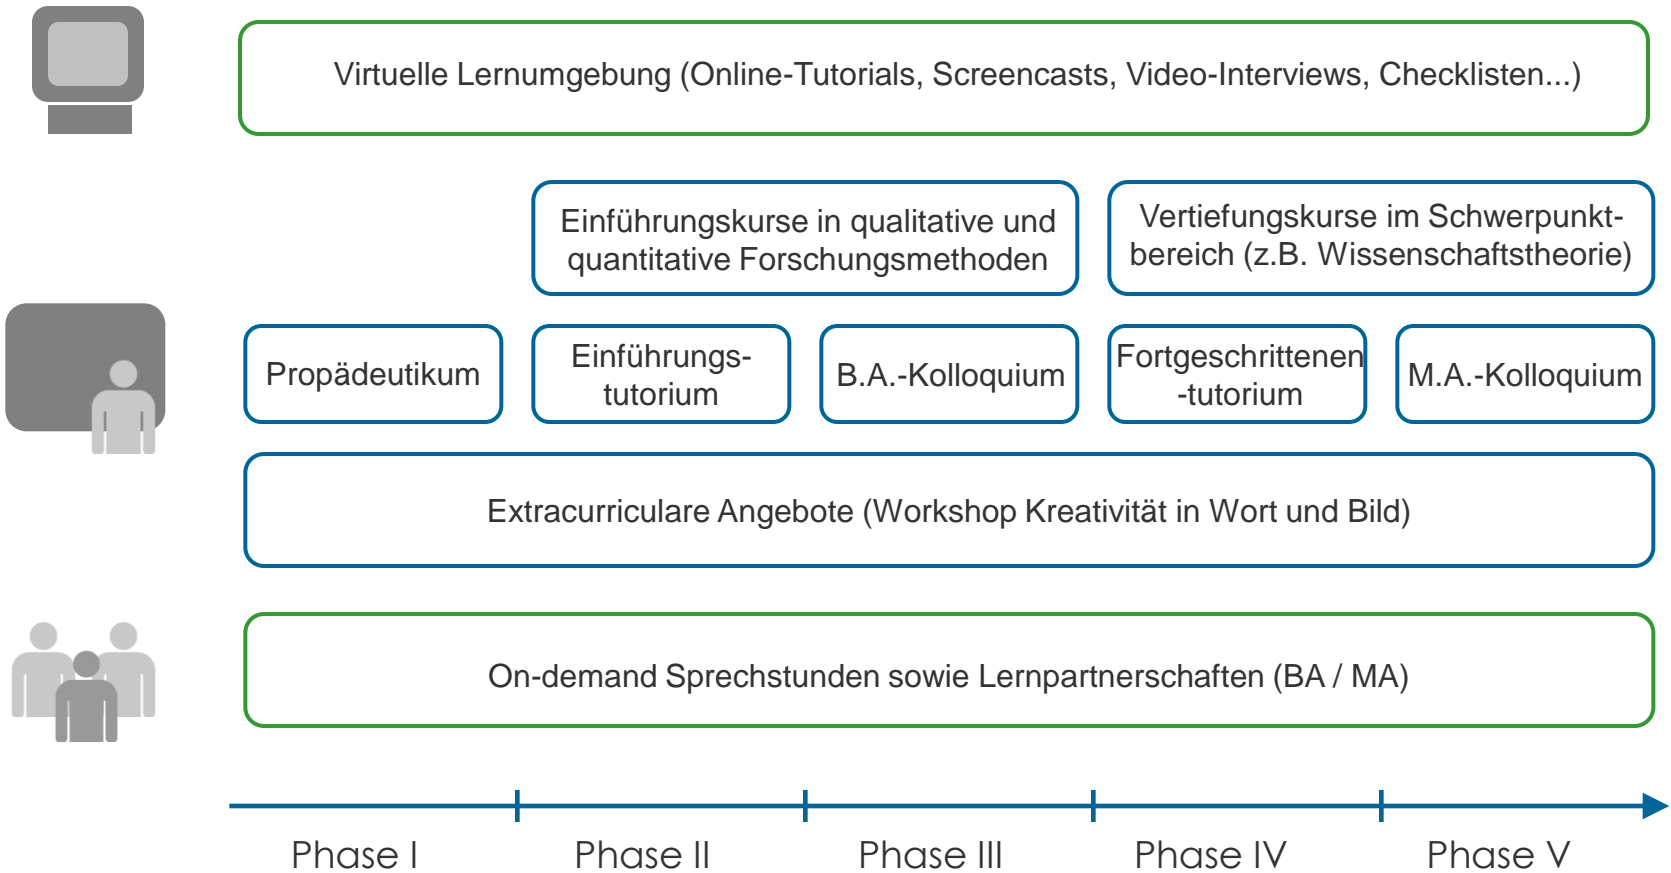 Virtuelle Lernumgebung (Online-Tutorials, Screencasts, Video-Interviews, Checklisten...)
Einführungskurse in qualitative und
quantitative Forschungsmethoden
Vertiefungskurse im Schwerpunkt-
bereich (z.B. Wissenschaftstheorie)
Propädeutikum
Einführungs-
tutorium
B.A.-Kolloquium
Fortgeschrittenen
-tutorium
M.A.-Kolloquium
Extracurriculare Angebote (Workshop Kreativität in Wort und Bild)
On-demand Sprechstunden sowie Lernpartnerschaften (BA / MA)
Phase I
Phase II
Phase III
Phase IV
Phase V